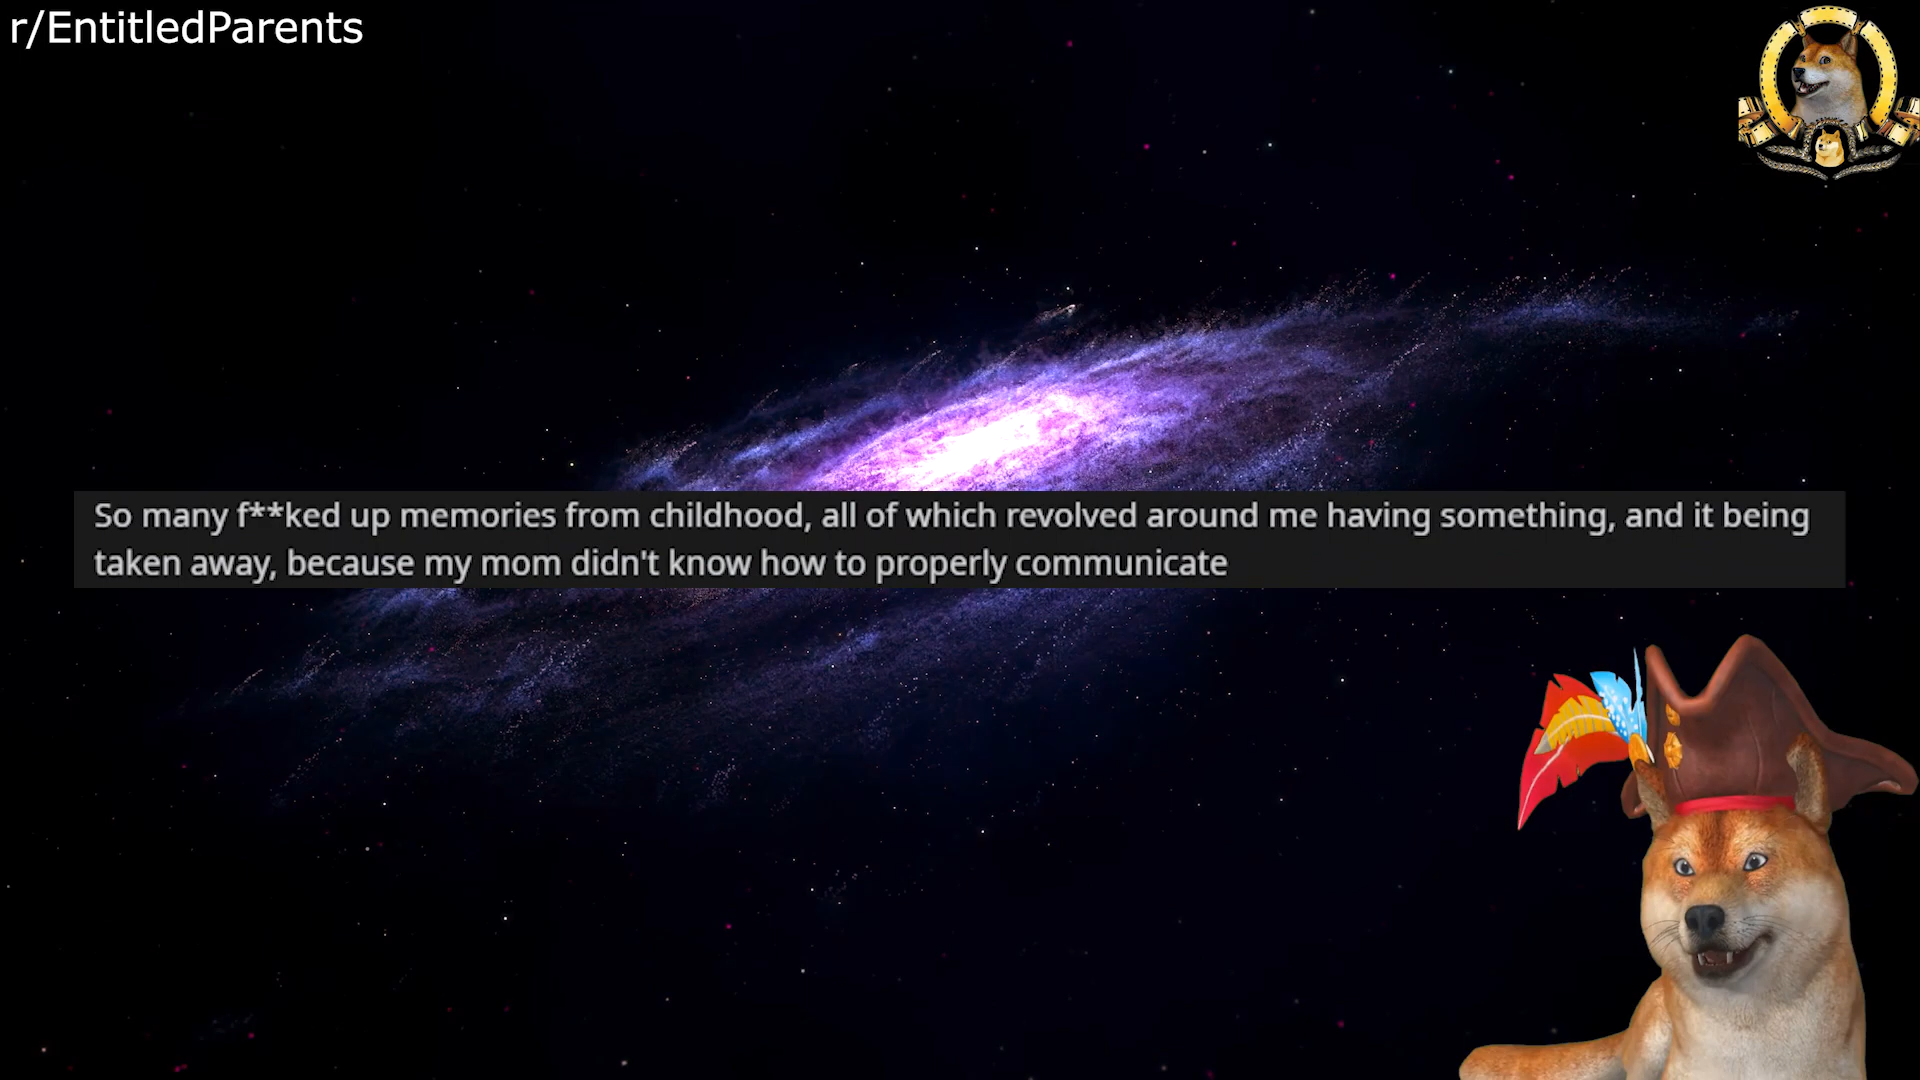 r/EntitledParents
So many f**ked up memories from childhood, all of which revolved around me having something, and it being
taken away, because my mom didn't know how to properly communicate